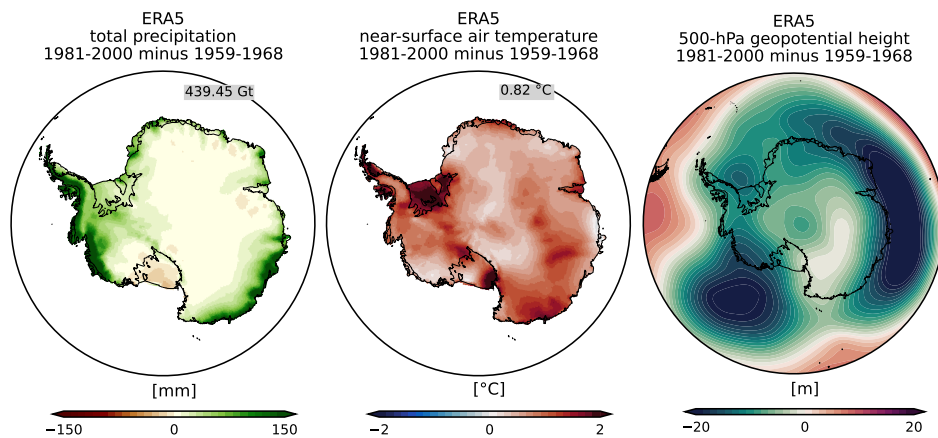 ERA5
total precipitation
1981-2000 minus 1959-1968
439.45 Gt
[mm]
−150 0 150
ERA5
near-surface air temperature
1981-2000 minus 1959-1968
0.82 °C
[°C]
−2 0 2
ERA5
500-hPa geopotential height
1981-2000 minus 1959-1968
[m]
−20 0 20